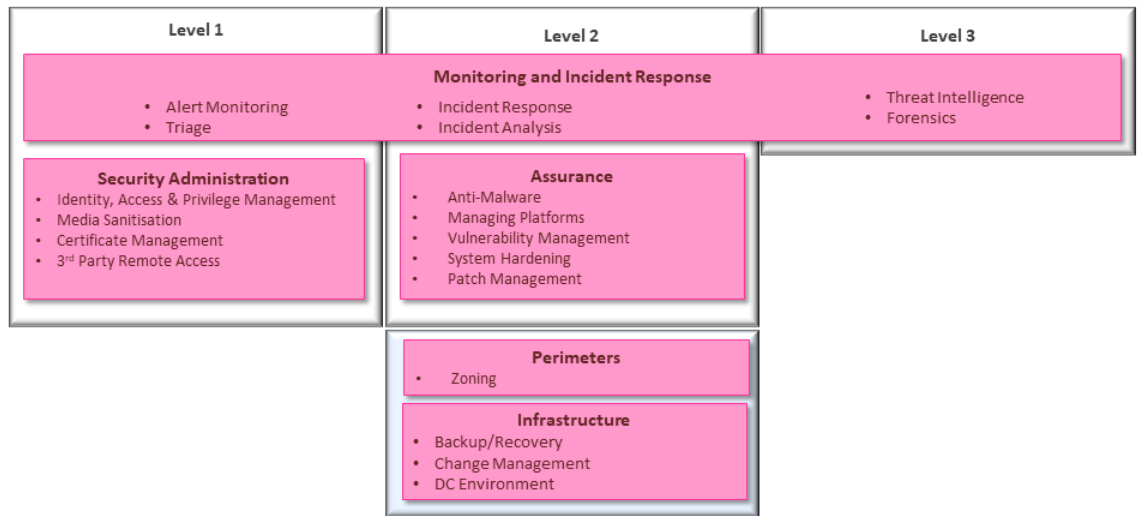 Level 1
Level 2
Level 3
Monitoring and Incident Response
• Alert Monitoring
• Triage
• Incident Response
• Incident Analysis
• Threat Intelligence
• Forensics
Security Administration
• Identity, Access & Privilege Management
• Media Sanitisation
• Certificate Management
• 3rd Party Remote Access
Assurance
• Anti-Malware
• Managing Platforms
• Vulnerability Management
• System Hardening
• Patch Management
Perimeters
• Zoning
Infrastructure
• Backup/Recovery
• Change Management
• DC Environment